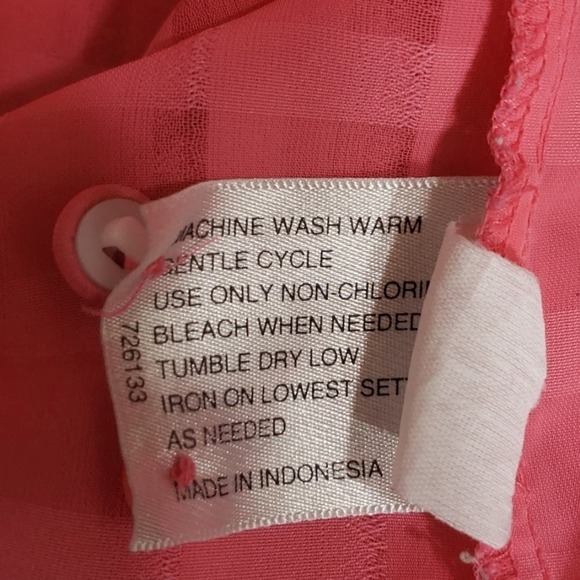 MACHINE WASH WARM
GENTLE CYCLE
USE ONLY NON-CHLORI
BLEACH WHEN NEEDED
TUMBLE DRY LOW
IRON ON LOWEST SETT
AS NEEDED
MADE IN INDONESIA
726133